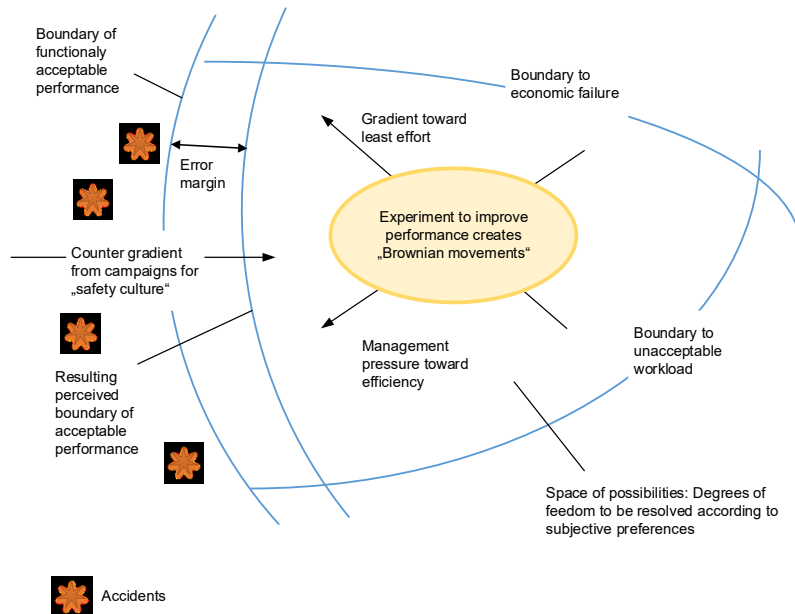 Boundary of
functionaly
acceptable
performance
Boundary to
economic failure
Gradient toward
least effort
Error
margin
Experiment to improve
performance creates
„Brownian movements“
Counter gradient
from campaigns for
„safety culture“
Management
pressure toward
efficiency
Boundary to
unacceptable
workload
Resulting
perceived
boundary of
acceptable
performance
Space of possibilities: Degrees of
feedom to be resolved according to
subjective preferences
Accidents